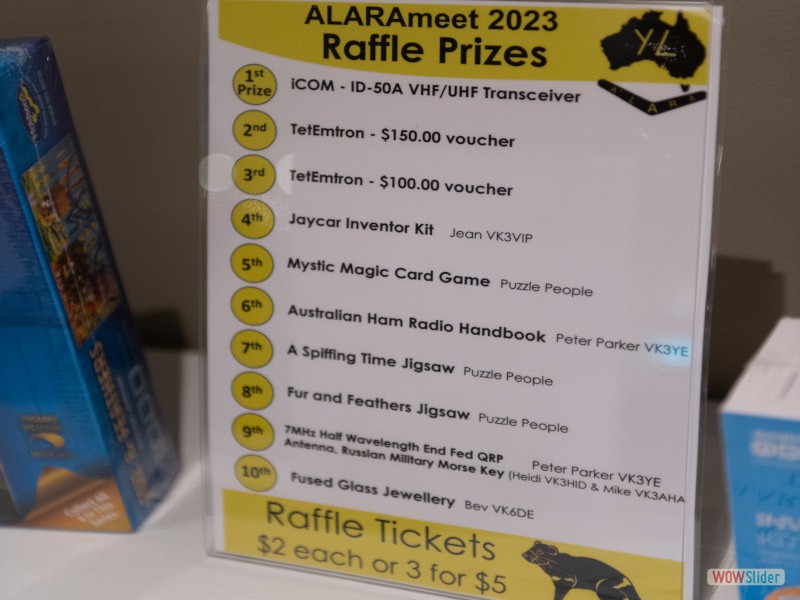 ALARAmeet 2023
Raffle Prizes
YL
ALARA
1st Prize iCOM - ID-50A VHF/UHF Transceiver
2nd TetEmtron - $150.00 voucher
3rd TetEmtron - $100.00 voucher
4th Jaycar Inventor Kit Jean VK3VIP
5th Mystic Magic Card Game Puzzle People
6th Australian Ham Radio Handbook Peter Parker VK3YE
7th A Spiffing Time Jigsaw Puzzle People
8th Fur and Feathers Jigsaw Puzzle People
9th 7MHz Half Wavelength End Fed QRP Peter Parker VK3YE
Antenna, Russian Military Morse Key (Heidi VK3HID & Mike VK3AHA
10th Fused Glass Jewellery Bev VK6DE
Raffle Tickets
$2 each or 3 for $5
WOWSlider